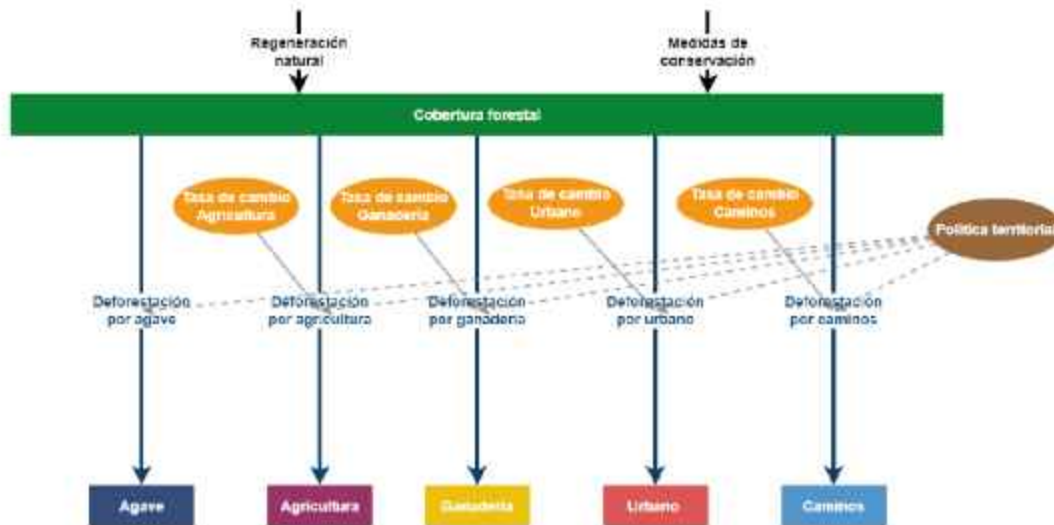 Regeneración
natural
Medidas de
conservación
Cobertura forestal
Tasa de cambio
Agricultura
Tasa de cambio
Ganadería
Tasa de cambio
Urbano
Tasa de cambio
Caminos
Política territorial
Deforestación
por agave
Deforestación
por agricultura
Deforestación
por ganadería
Deforestación
por urbano
Deforestación
por caminos
Agave
Agricultura
Ganadería
Urbano
Caminos